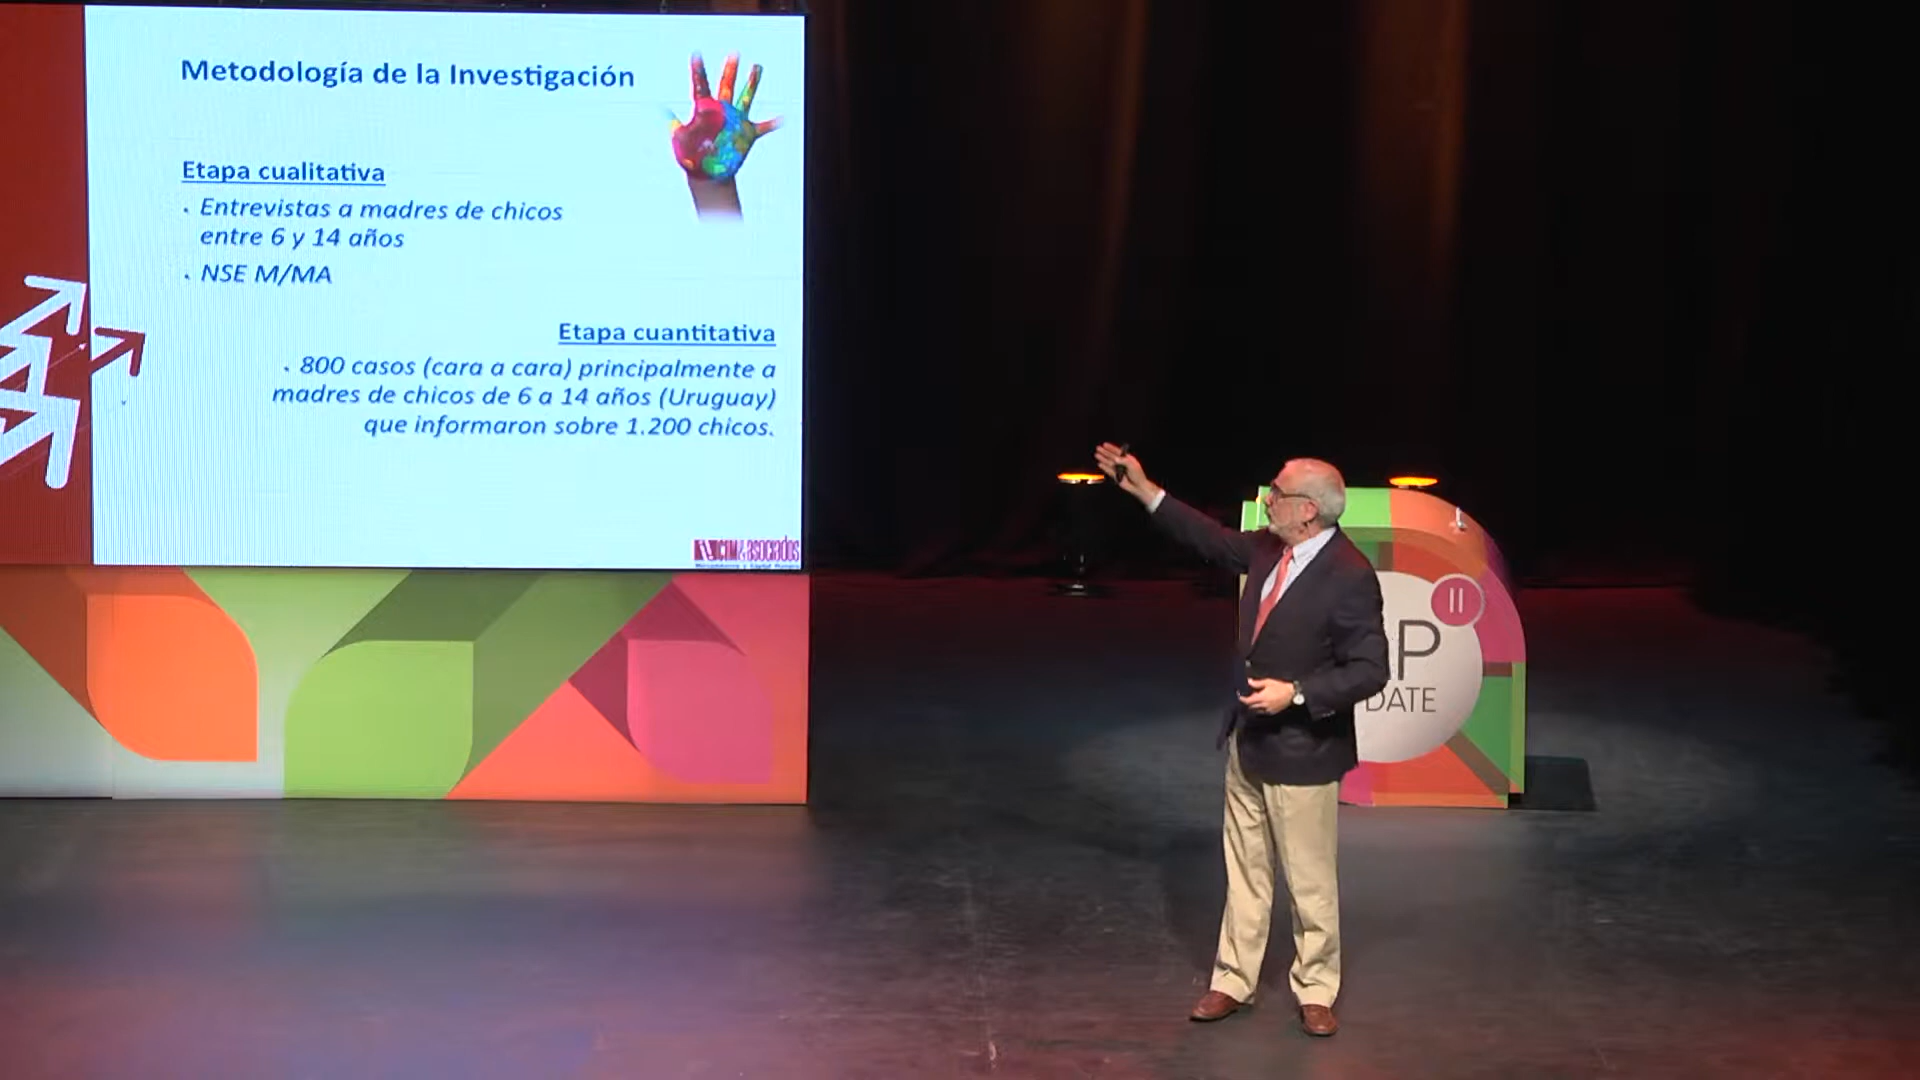 Metodología de la Investigación
Etapa cualitativa
· Entrevistas a madres de chicos
entre 6 y 14 años
· NSE M/MA
Etapa cuantitativa
· 800 casos (cara a cara) principalmente a
madres de chicos de 6 a 14 años (Uruguay)
que informaron sobre 1.200 chicos.
&asociados
II
P
DATE